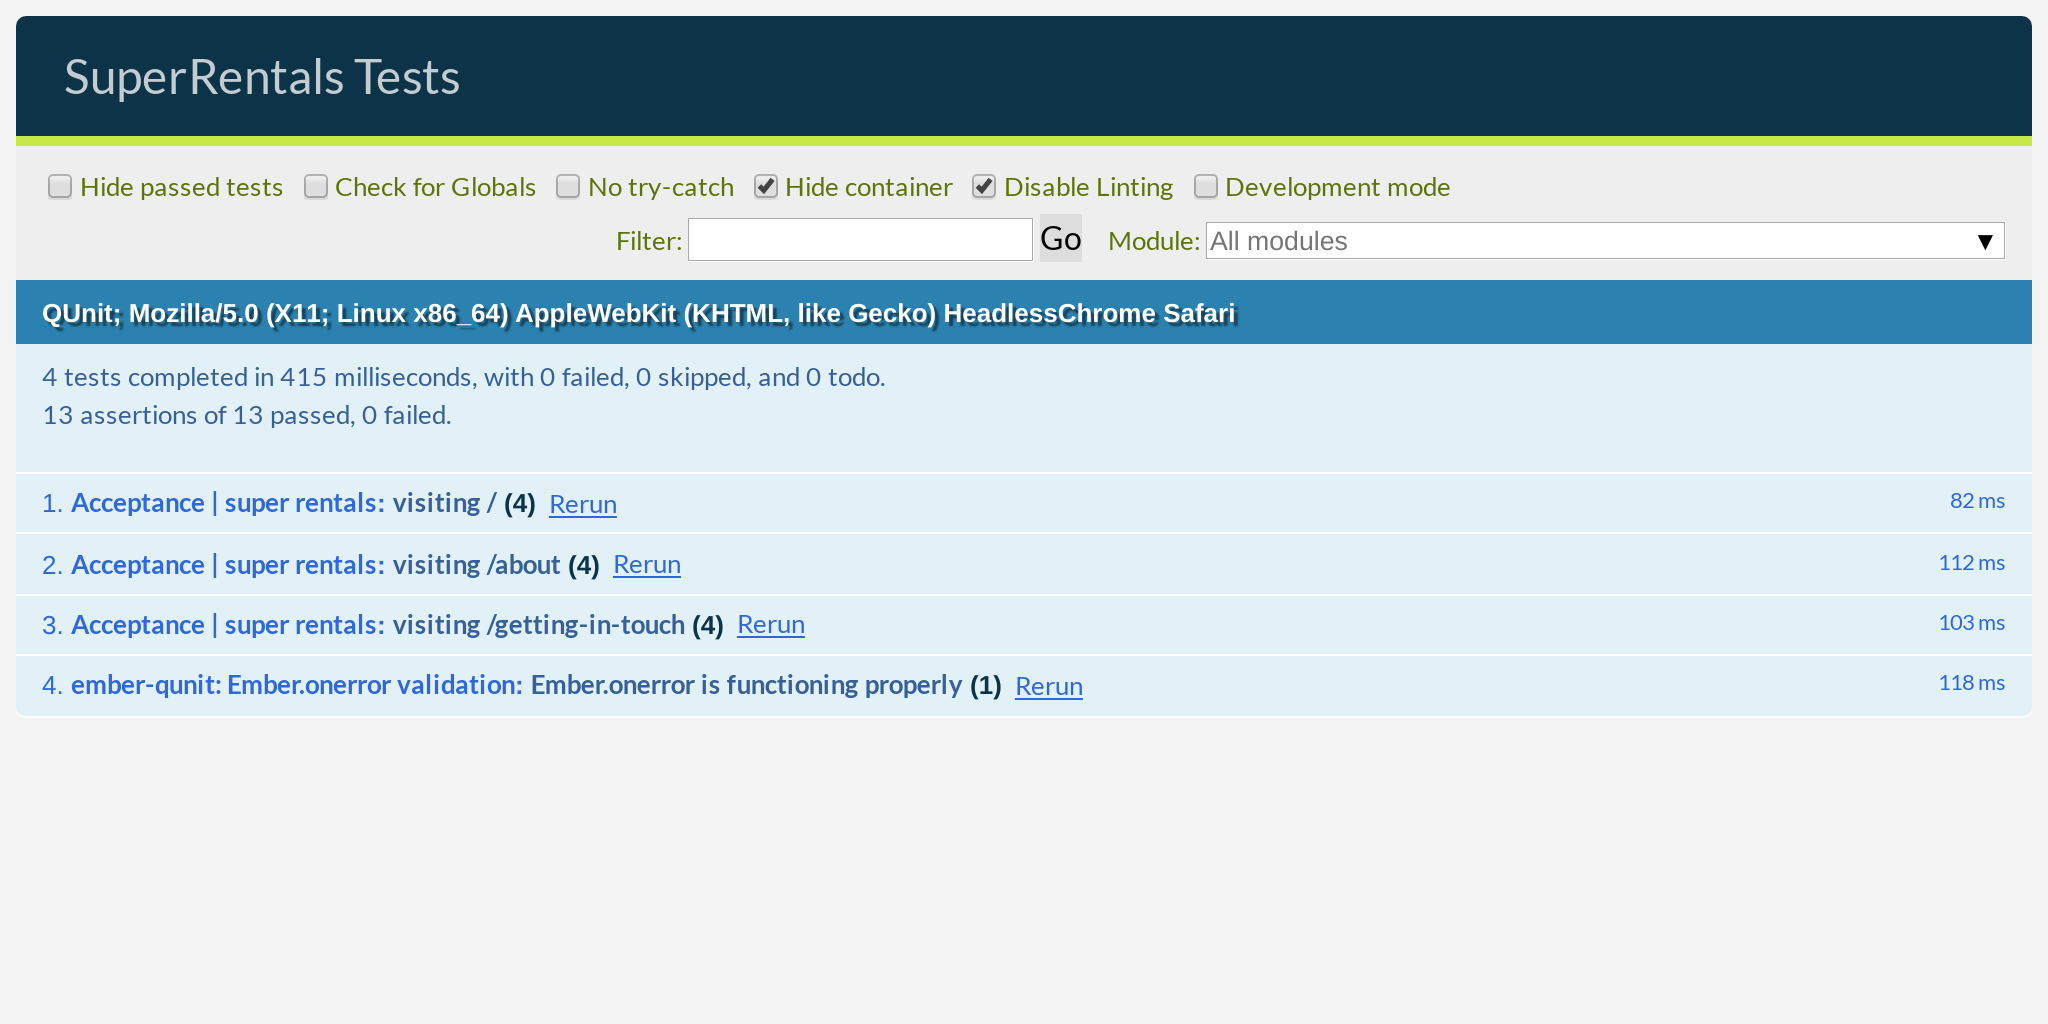 SuperRentals Tests
Hide passed tests Check for Globals No try-catch Hide container Disable Linting Development mode
Filter: Go Module: All modules ▼
QUnit; Mozilla/5.0 (X11; Linux x86_64) AppleWebKit (KHTML, like Gecko) HeadlessChrome Safari
4 tests completed in 415 milliseconds, with 0 failed, 0 skipped, and 0 todo.
13 assertions of 13 passed, 0 failed.
1. Acceptance | super rentals: visiting / (4) Rerun 82 ms
2. Acceptance | super rentals: visiting /about (4) Rerun 112 ms
3. Acceptance | super rentals: visiting /getting-in-touch (4) Rerun 103 ms
4. ember-qunit: Ember.onerror validation: Ember.onerror is functioning properly (1) Rerun 118 ms